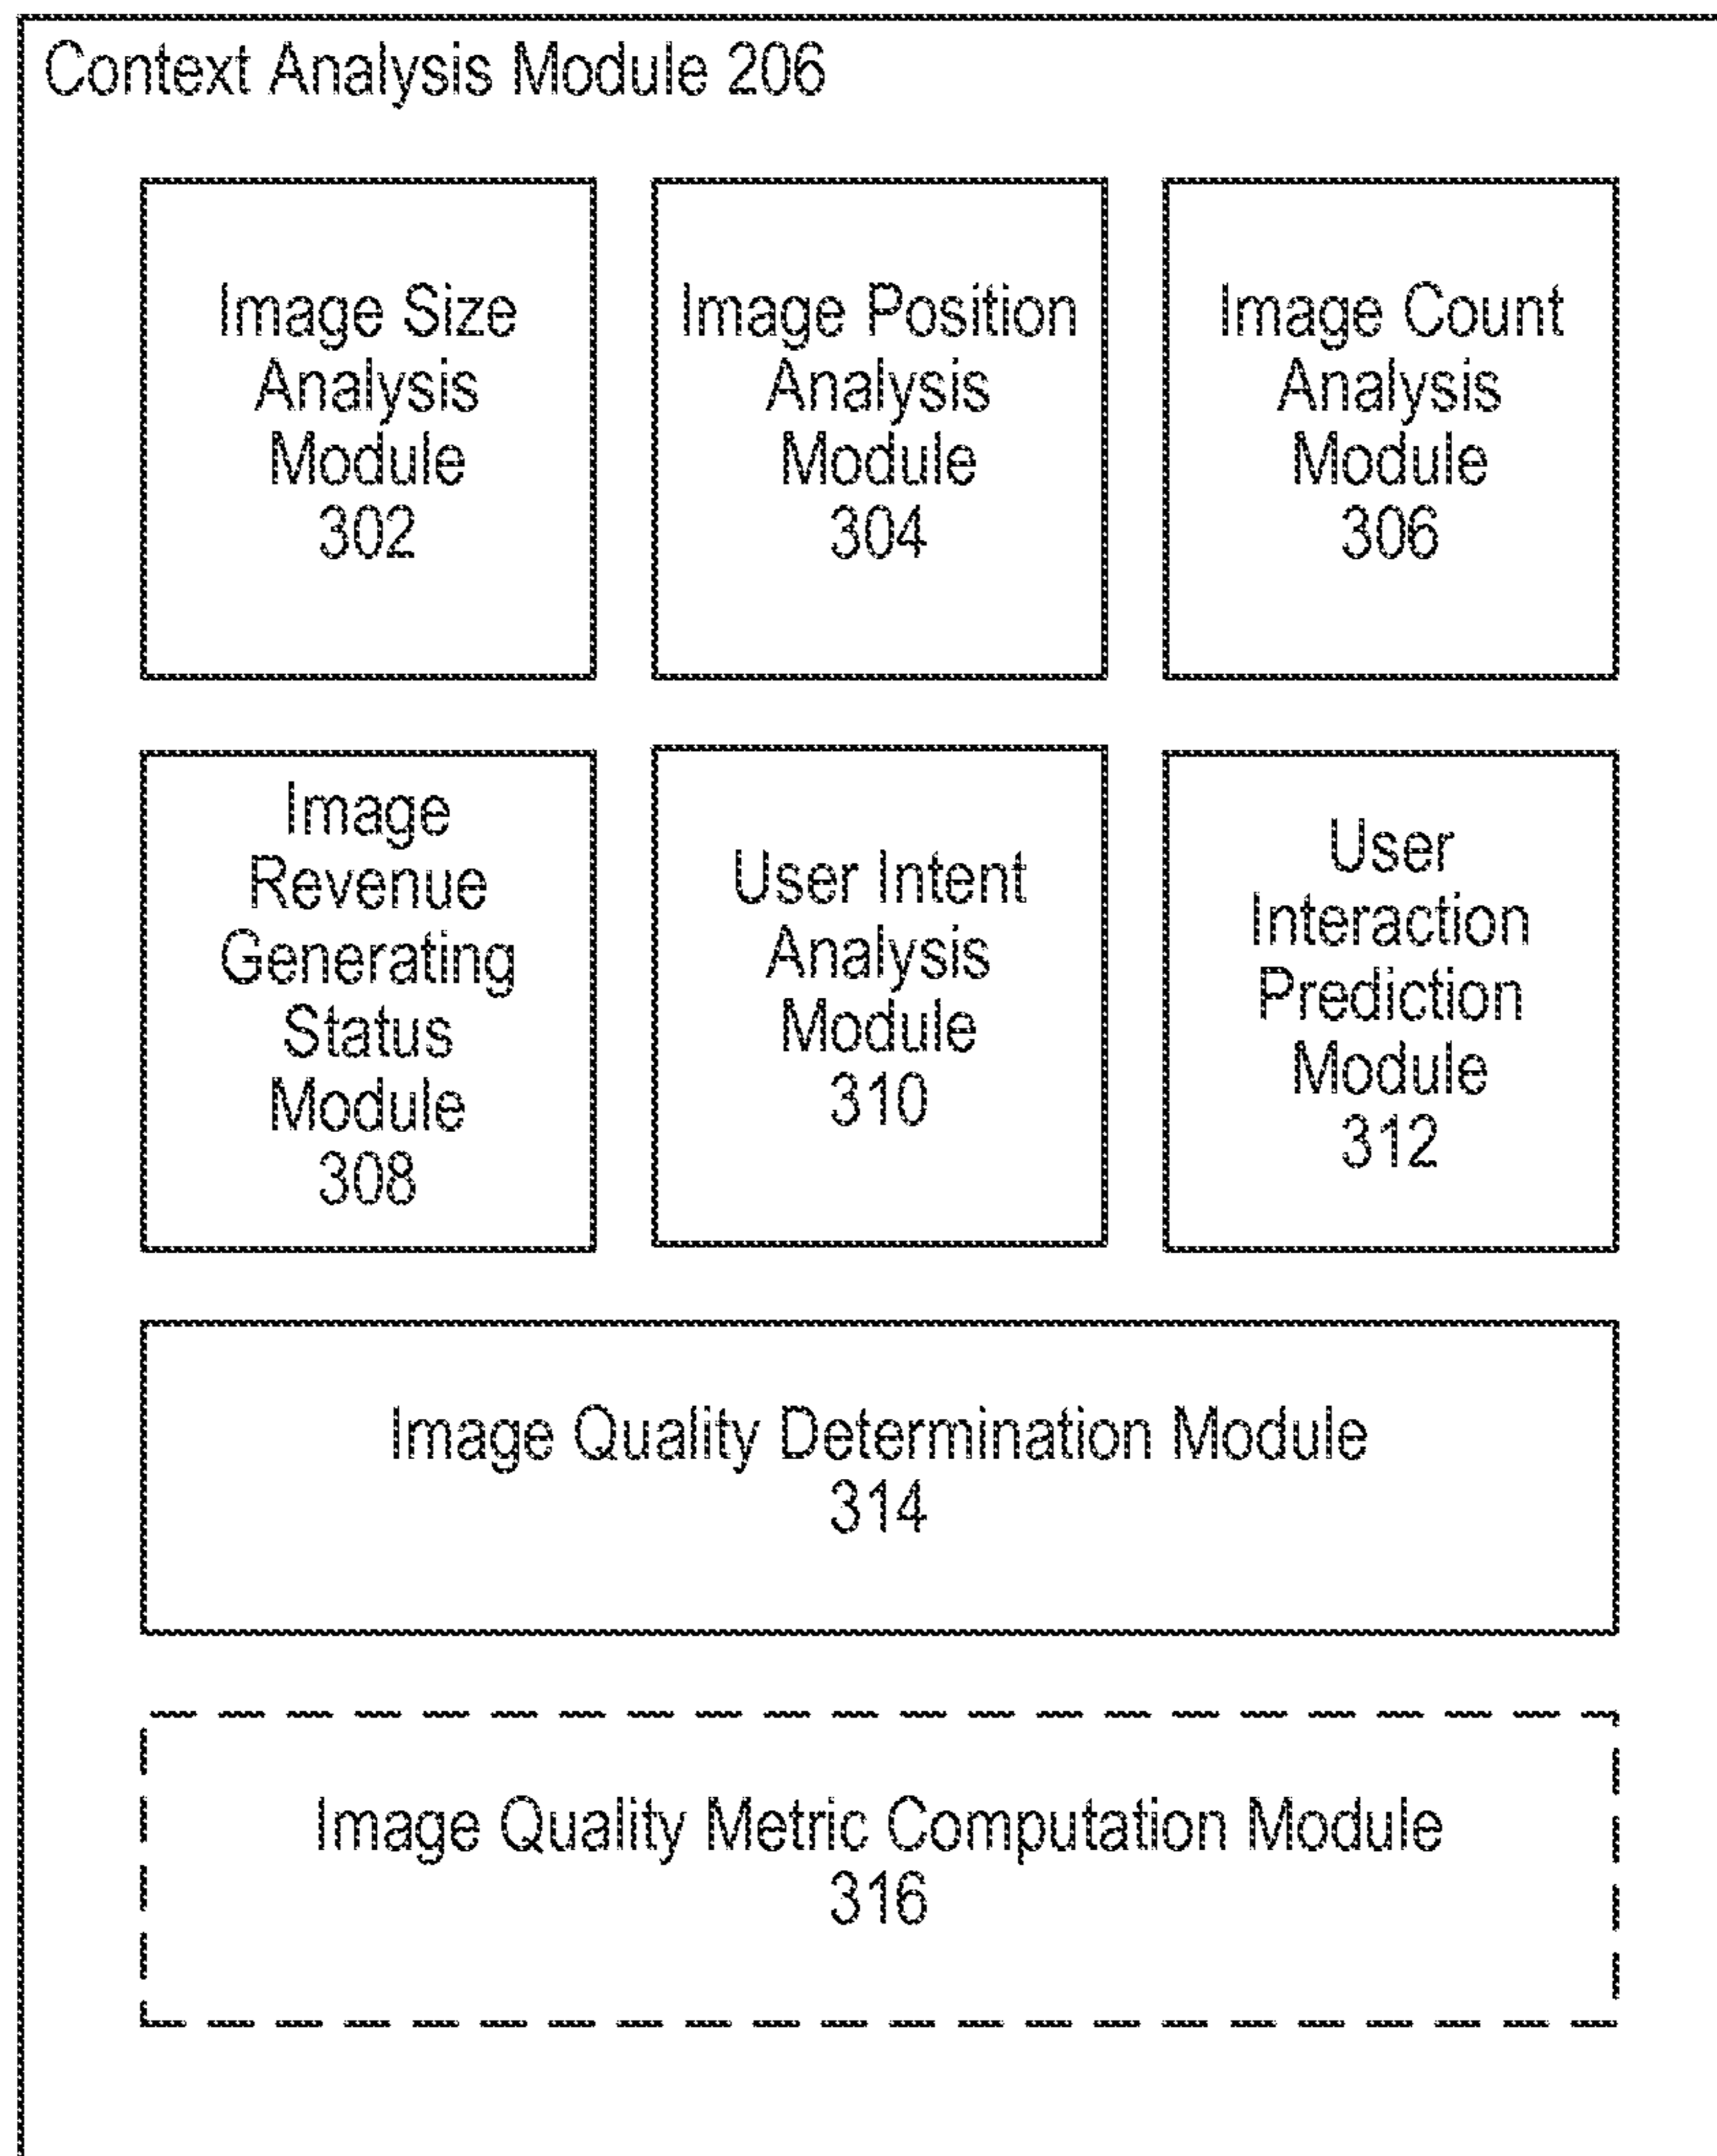 Context Analysis Module 206
Image Size
Analysis
Module
302
Image Position
Analysis
Module
304
Image Count
Analysis
Module
306
Image
Revenue
Generating
Status
Module
308
User Intent
Analysis
Module
310
User
Interaction
Prediction
Module
312
Image Quality Determination Module
314
Image Quality Metric Computation Module
316